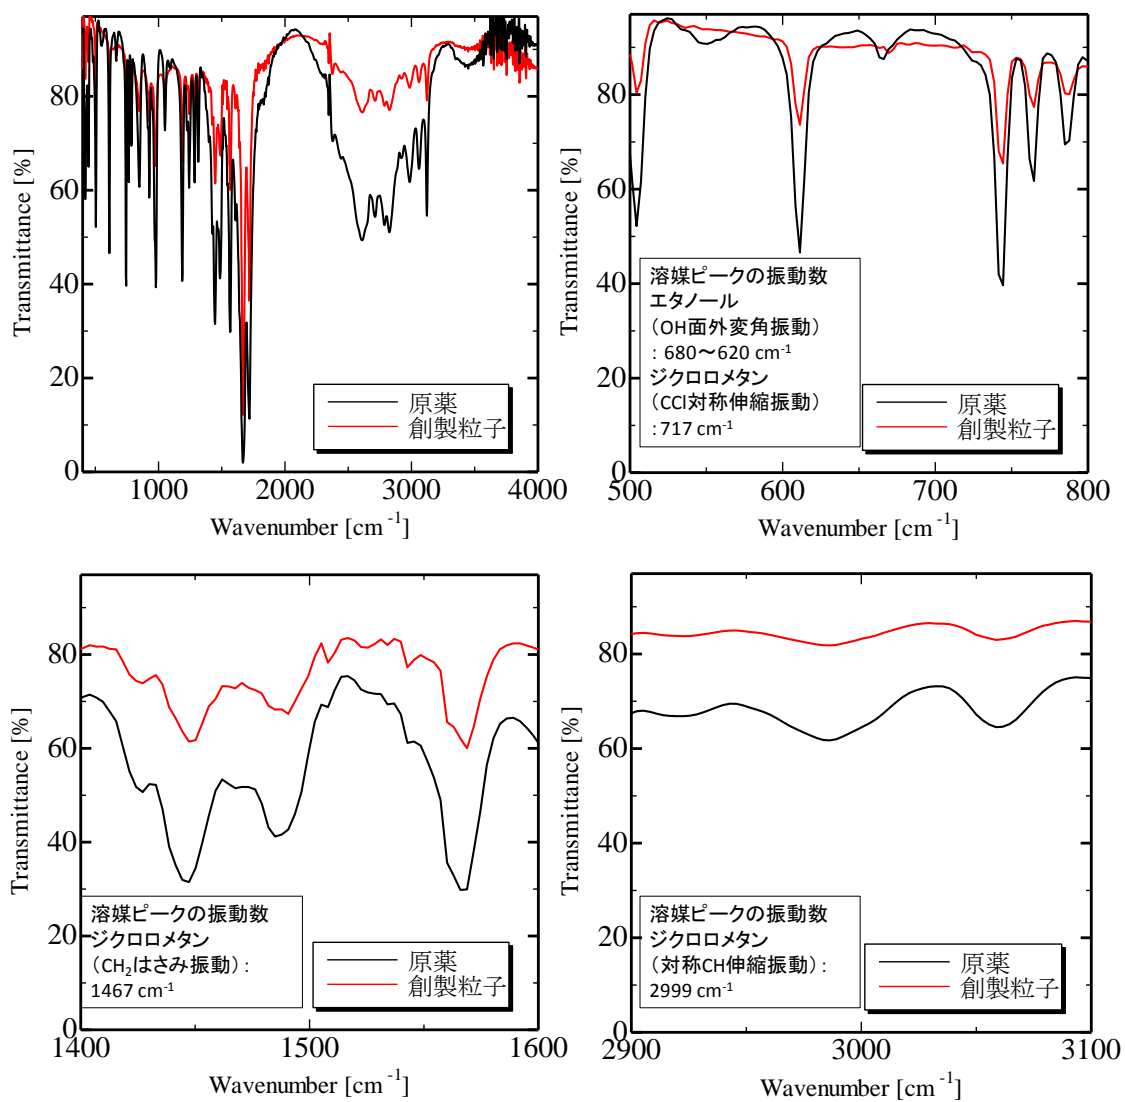 80
60
40
20
0
Transmittance [%]
原薬
創製粒子
1000
2000
3000
4000
Wavenumber [cm-1]
80
60
40
20
0
Transmittance [%]
溶媒ピークの振動数
エタノール
(OH面外変角振動)
: 680~620 cm-1
ジクロロメタン
(CCl対称伸縮振動)
:717 cm-1
原薬
創製粒子
500
600
700
800
Wavenumber [cm-1]
80
60
40
20
0
Transmittance [%]
溶媒ピークの振動数
ジクロロメタン
(CH2はさみ振動):
1467 cm-1
原薬
創製粒子
1400
1500
1600
Wavenumber [cm-1]
80
60
40
20
0
Transmittance [%]
溶媒ピークの振動数
ジクロロメタン
(対称CH伸縮振動):
2999 cm-1
原薬
創製粒子
2900
3000
3100
Wavenumber [cm-1]